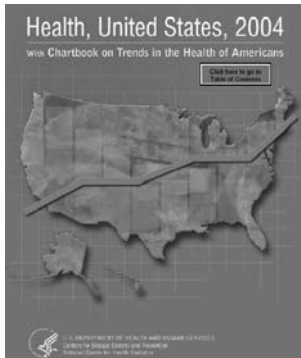 Health, United States, 2004
With Chartbook on Trends in the Health of Americans
Click here to go to
Table of Contents
U.S. DEPARTMENT OF HEALTH AND HUMAN SERVICES
Centers for Disease Control and Prevention
National Center for Health Statistics